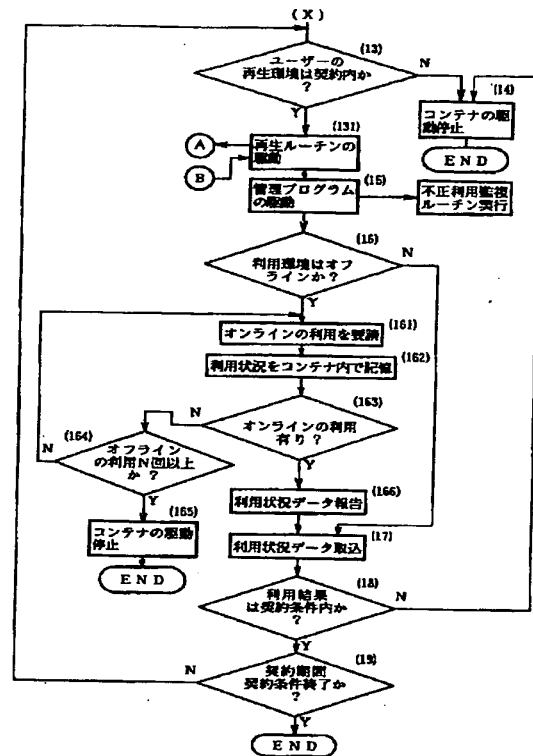 (X)
(13)
ユーザーの
再生環境は契約内か
?
N
Y
(14)
コンテナの駆
動停止
END
(131)
A
再生ルーチンの
駆動
B
(15)
管理プログラム
の駆動
不正利用監視
ルーチン実行
(16)
利用環境はオフ
ラインか?
N
Y
(161)
オンラインの利用を要請
(162)
利用状況をコンテナ内で記憶
(163)
オンラインの利用
有り?
N
Y
(164)
オフライン
の利用N回以上
か?
N
Y
(165)
コンテナの駆動
停止
END
(166)
利用状況データ報告
(17)
利用状況データ取込
(18)
利用結果
は契約条件内か
?
N
Y
(19)
契約期間
契約条件終了か
?
N
Y
END